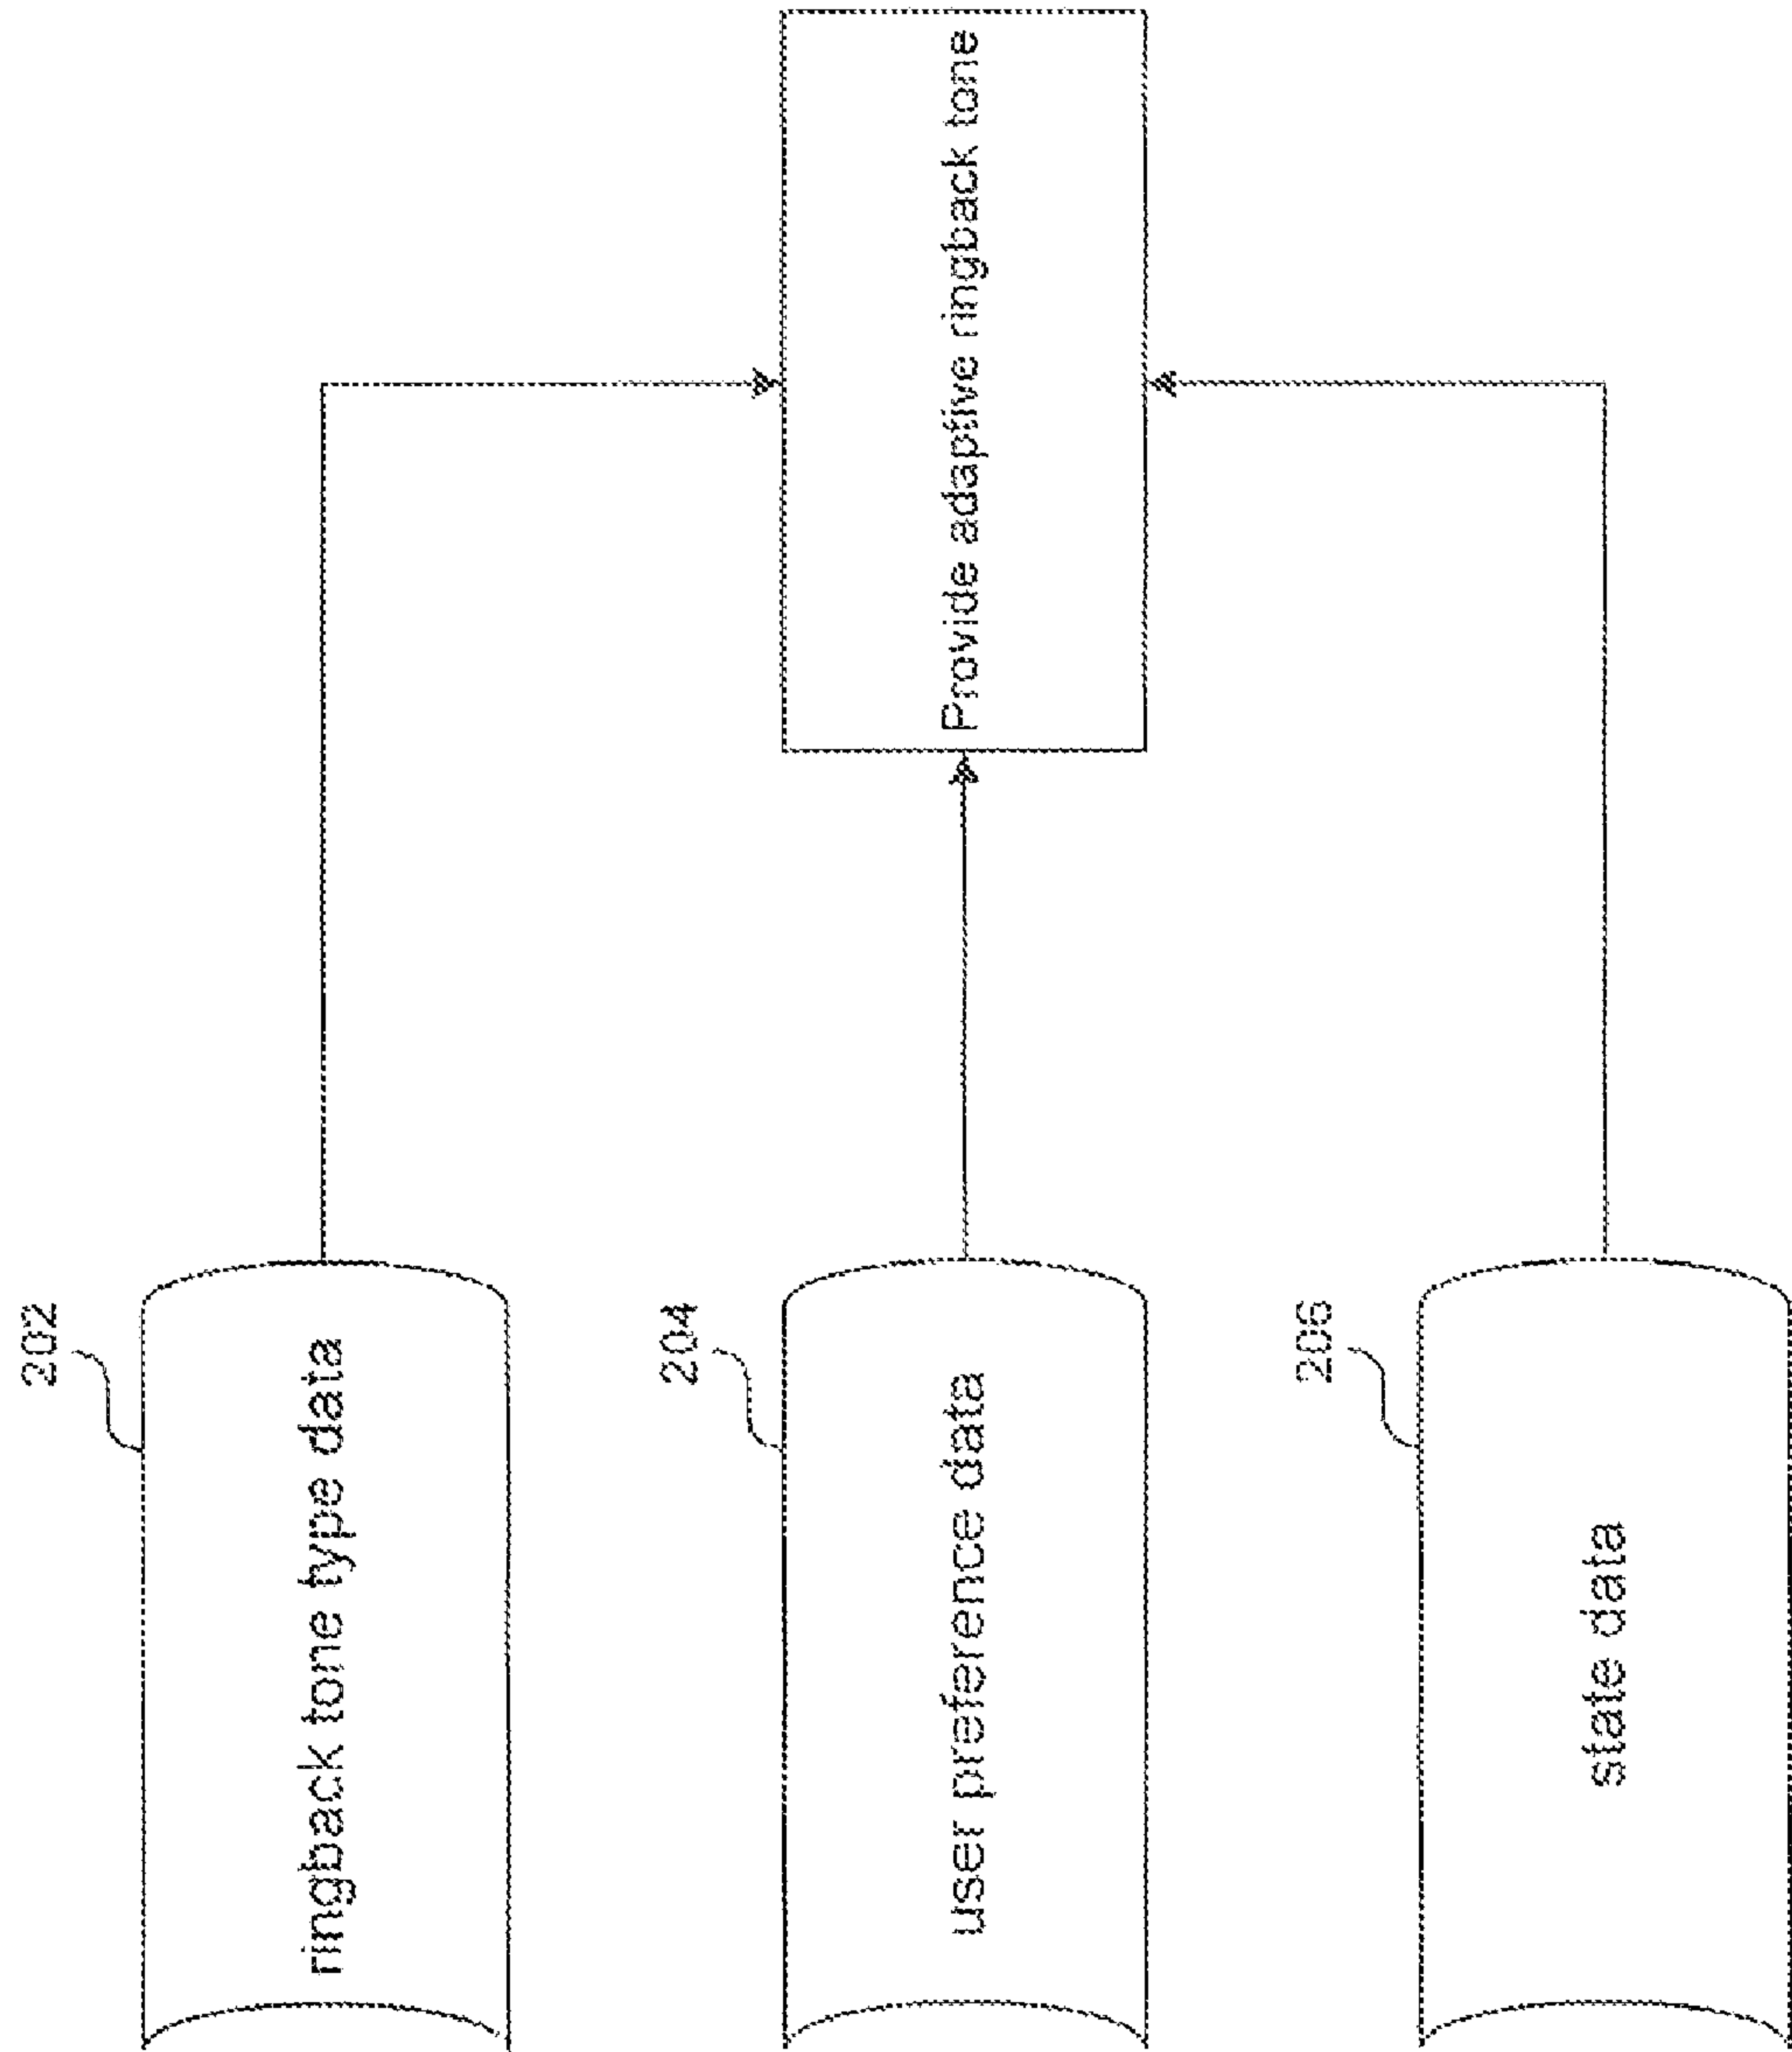 202
ringback tone type data
204
user preference data
206
state data
Provide adaptive ringback tone